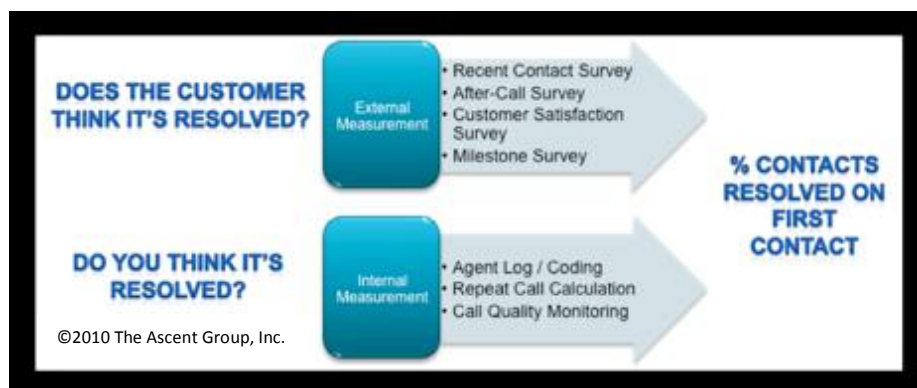 DOES THE CUSTOMER
THINK IT'S RESOLVED?
External
Measurement
• Recent Contact Survey
• After-Call Survey
• Customer Satisfaction
Survey
• Milestone Survey
% CONTACTS
RESOLVED ON
FIRST
CONTACT
DO YOU THINK IT'S
RESOLVED?
Internal
Measurement
• Agent Log / Coding
• Repeat Call Calculation
• Call Quality Monitoring
©2010 The Ascent Group, Inc.